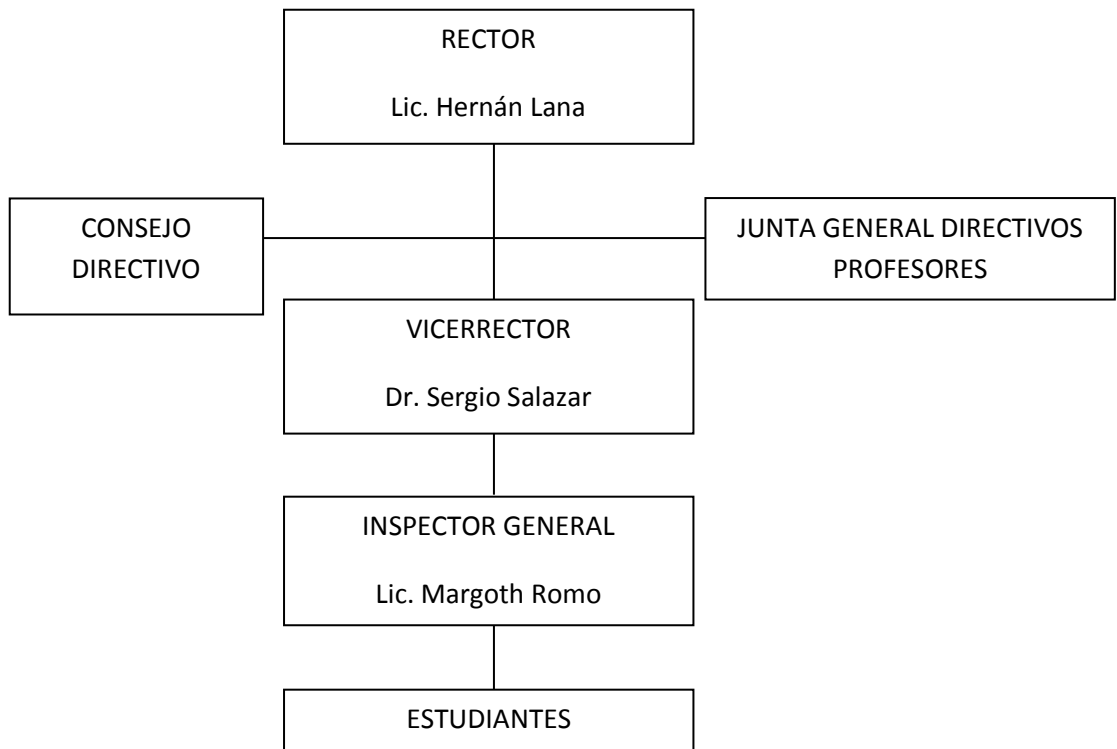 RECTOR
Lic. Hernán Lana
CONSEJO
DIRECTIVO
JUNTA GENERAL DIRECTIVOS
PROFESORES
VICERRECTOR
Dr. Sergio Salazar
INSPECTOR GENERAL
Lic. Margoth Romo
ESTUDIANTES